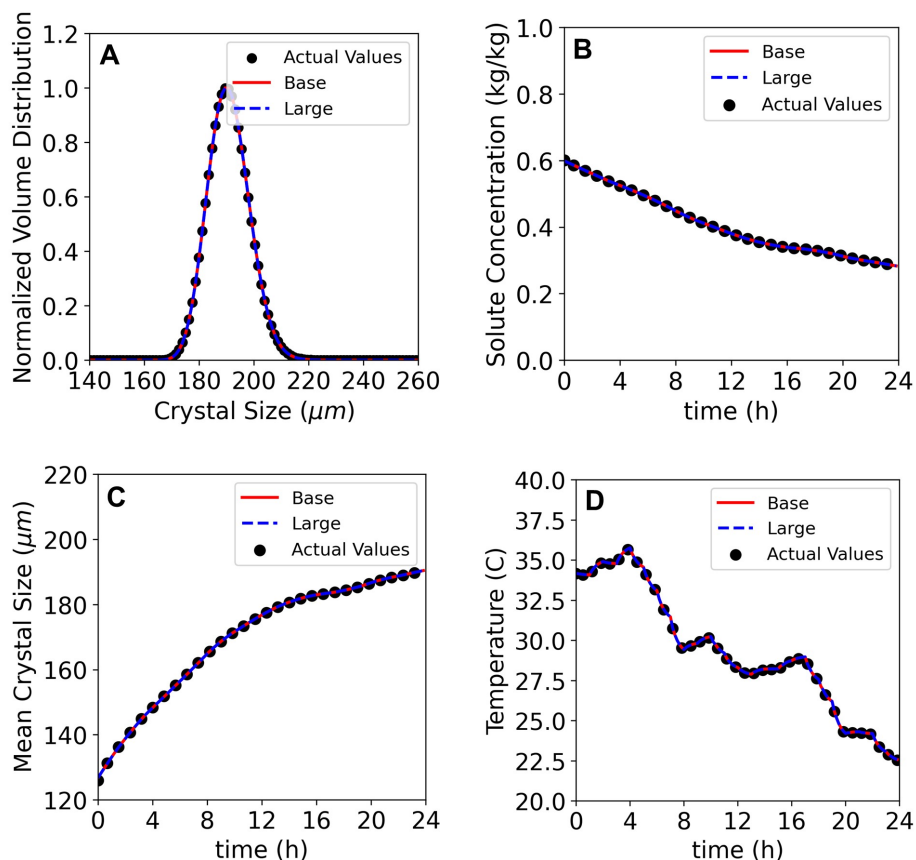 A
Actual Values
Base
Large
Normalized Volume Distribution
1.2
1.0
0.8
0.6
0.4
0.2
0.0
140 160 180 200 220 240 260
Crystal Size (μm)
B
Base
Large
Actual Values
Solute Concentration (kg/kg)
1.0
0.8
0.6
0.4
0.2
0.0
0 4 8 12 16 20 24
time (h)
C
Base
Large
Actual Values
Mean Crystal Size (μm)
220
200
180
160
140
120
0 4 8 12 16 20 24
time (h)
D
Base
Large
Actual Values
Temperature (C)
40.0
37.5
35.0
32.5
30.0
27.5
25.0
22.5
20.0
0 4 8 12 16 20 24
time (h)